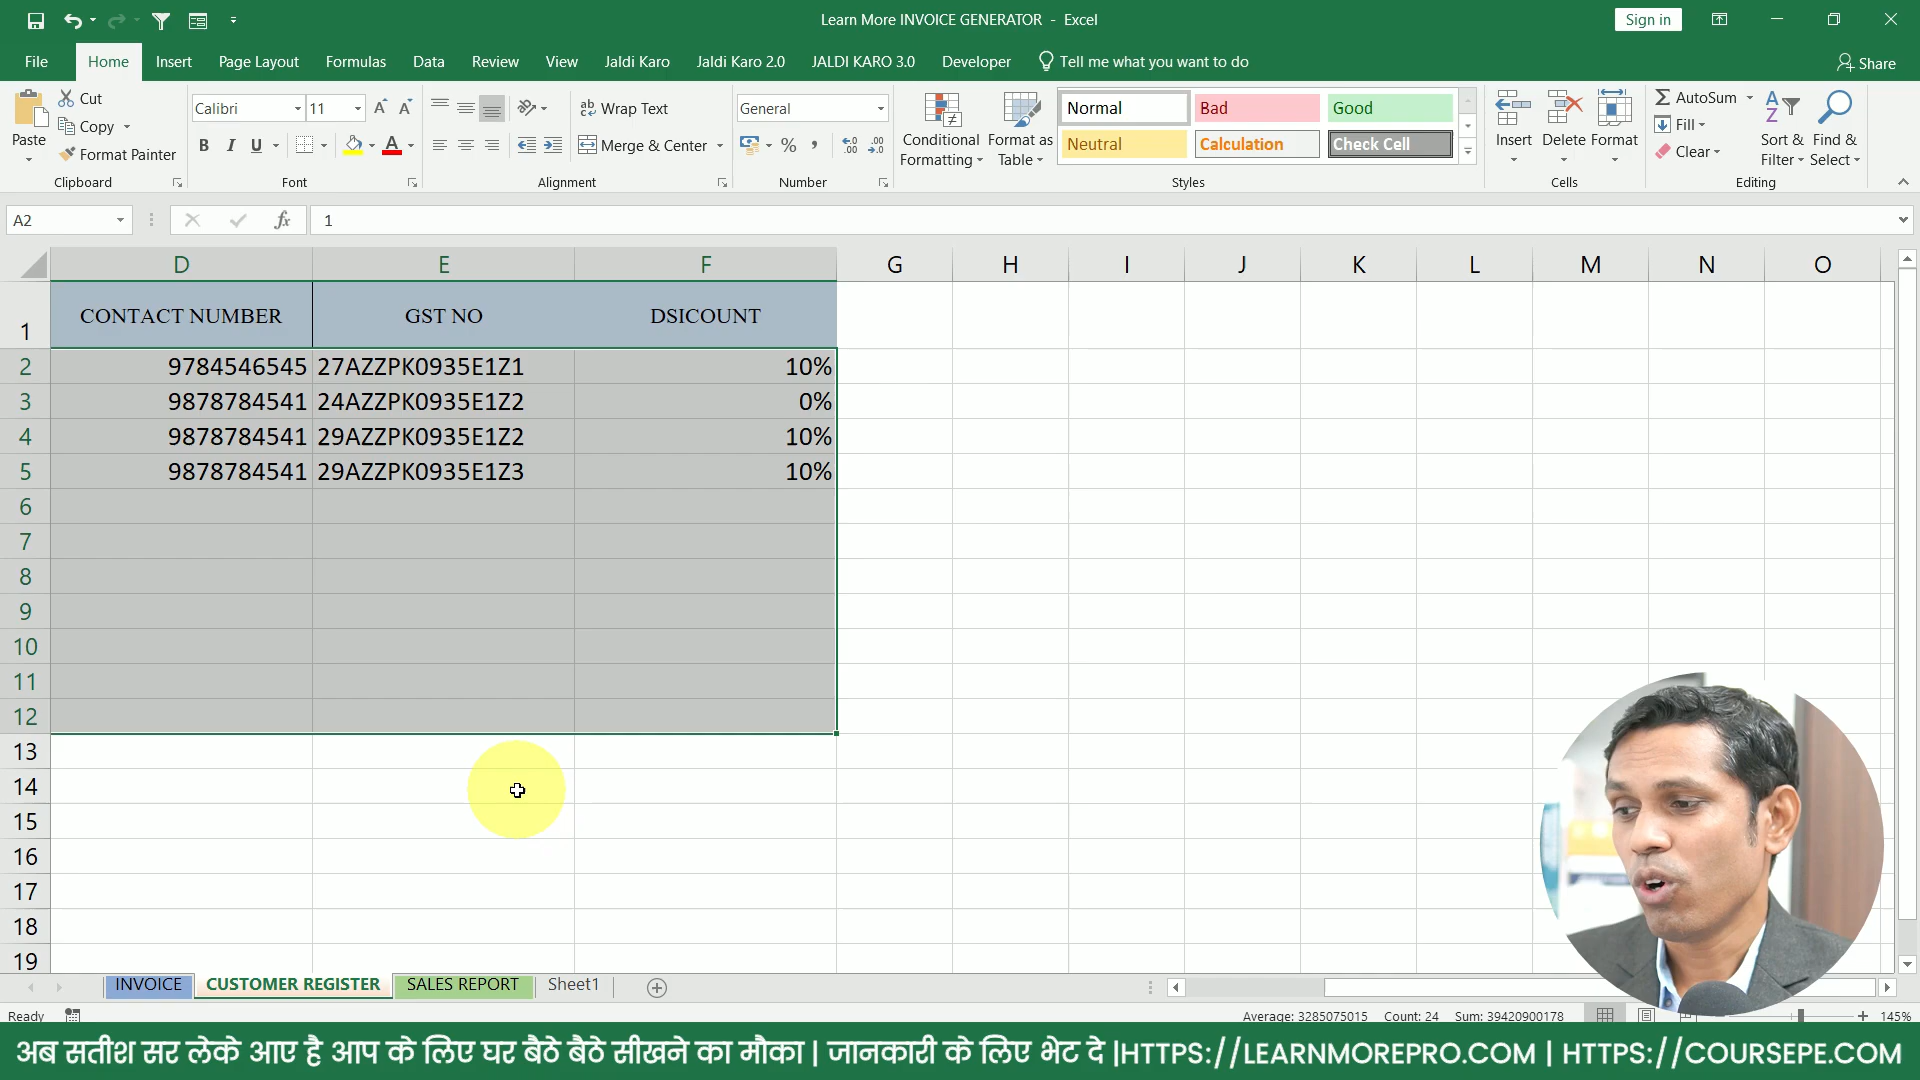 Learn More INVOICE GENERATOR - Excel
Sign in
File Home Insert Page Layout Formulas Data Review View Jaldi Karo Jaldi Karo 2.0 JALDI KARO 3.0 Developer Tell me what you want to do Share
Paste
Cut
Copy
Format Painter
Clipboard
Calibri 11
B I U
Font
Wrap Text
Merge & Center
Alignment
General
Number
Conditional Formatting
Format as Table
Normal Bad Good
Neutral Calculation Check Cell
Styles
Insert Delete Format
Cells
AutoSum
Fill
Clear
Sort & Filter
Find & Select
Editing
A2 fx 1
D E F G H I J K L M N O
1 CONTACT NUMBER GST NO DSICOUNT
2 9784546545 27AZZPK0935E1Z1 10%
3 9878784541 24AZZPK0935E1Z2 0%
4 9878784541 29AZZPK0935E1Z2 10%
5 9878784541 29AZZPK0935E1Z3 10%
6
7
8
9
10
11
12
13
14
15
16
17
18
19
INVOICE CUSTOMER REGISTER SALES REPORT Sheet1
Ready Average: 3285075015 Count: 24 Sum: 39420900178 145%
अब सतीश सर लेके आए है आप के लिए घर बैठे बैठे सीखने का मौका | जानकारी के लिए भेट दे |HTTPS://LEARNMOREPRO.COM | HTTPS://COURSEPE.COM